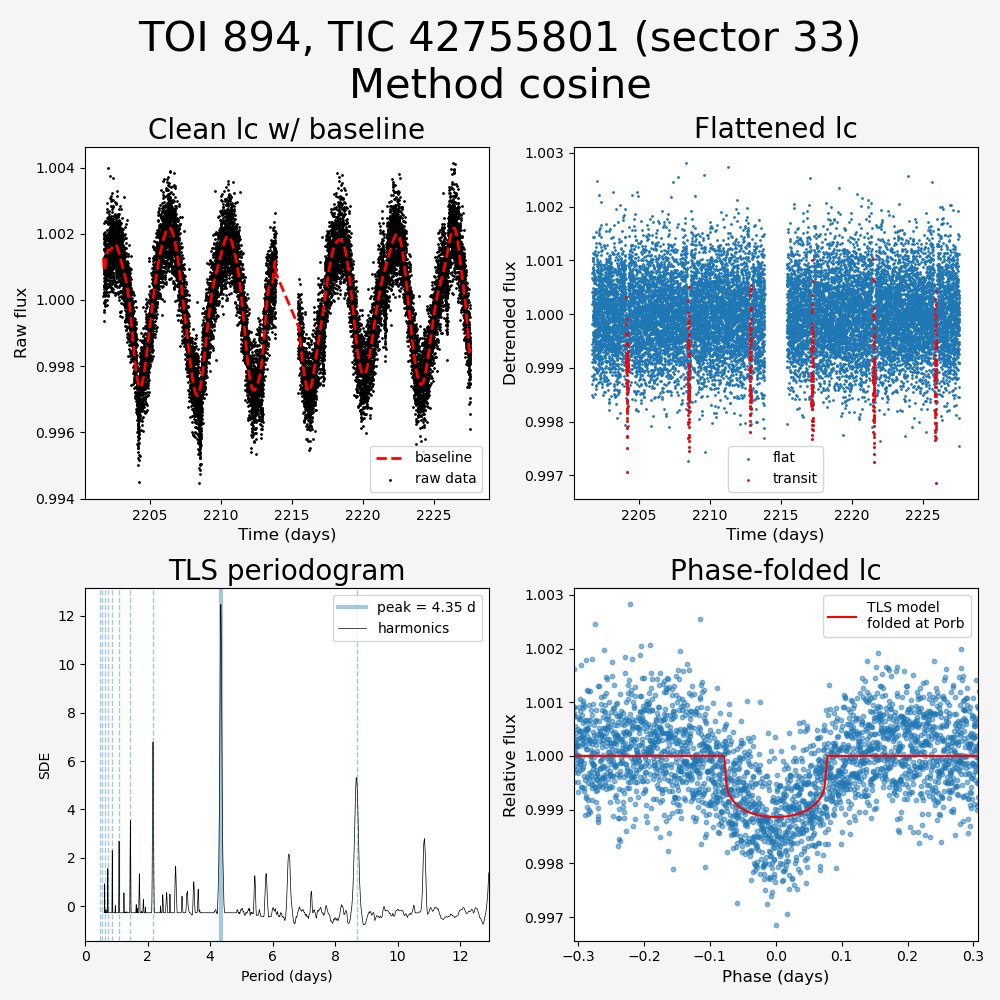 TOI 894, TIC 42755801 (sector 33)
Method cosine
Clean lc w/ baseline
Raw flux
1.004
1.002
1.000
0.998
0.996
0.994
baseline
raw data
2205
2210
2215
2220
2225
Time (days)
Flattened lc
Detrended flux
1.003
1.002
1.001
1.000
0.999
0.998
0.997
flat
transit
2205
2210
2215
2220
2225
Time (days)
TLS periodogram
SDE
12
10
8
6
4
2
0
peak = 4.35 d
harmonics
0
2
4
6
8
10
12
Period (days)
Phase-folded lc
Relative flux
1.003
1.002
1.001
1.000
0.999
0.998
0.997
TLS model
folded at Porb
−0.3
−0.2
−0.1
0.0
0.1
0.2
0.3
Phase (days)